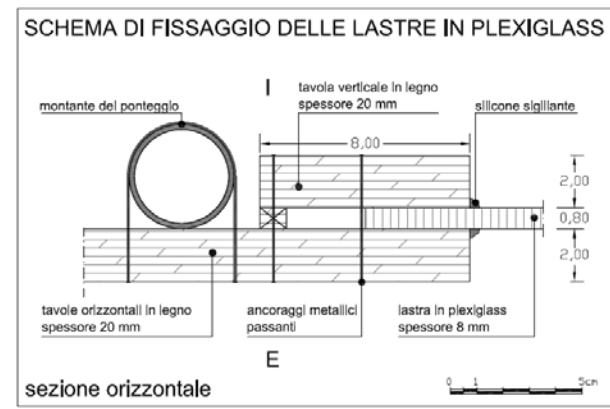 SCHEMA DI FISSAGGIO DELLE LASTRE IN PLEXIGLASS
I
tavola verticale in legno
spessore 20 mm
montante del ponteggio
silicone sigillante
8,00
2,00
0,80
2,00
tavole orizzontali in legno
spessore 20 mm
ancoraggi metallici
passanti
lastra in plexiglass
spessore 8 mm
E
sezione orizzontale
0 1 5cm